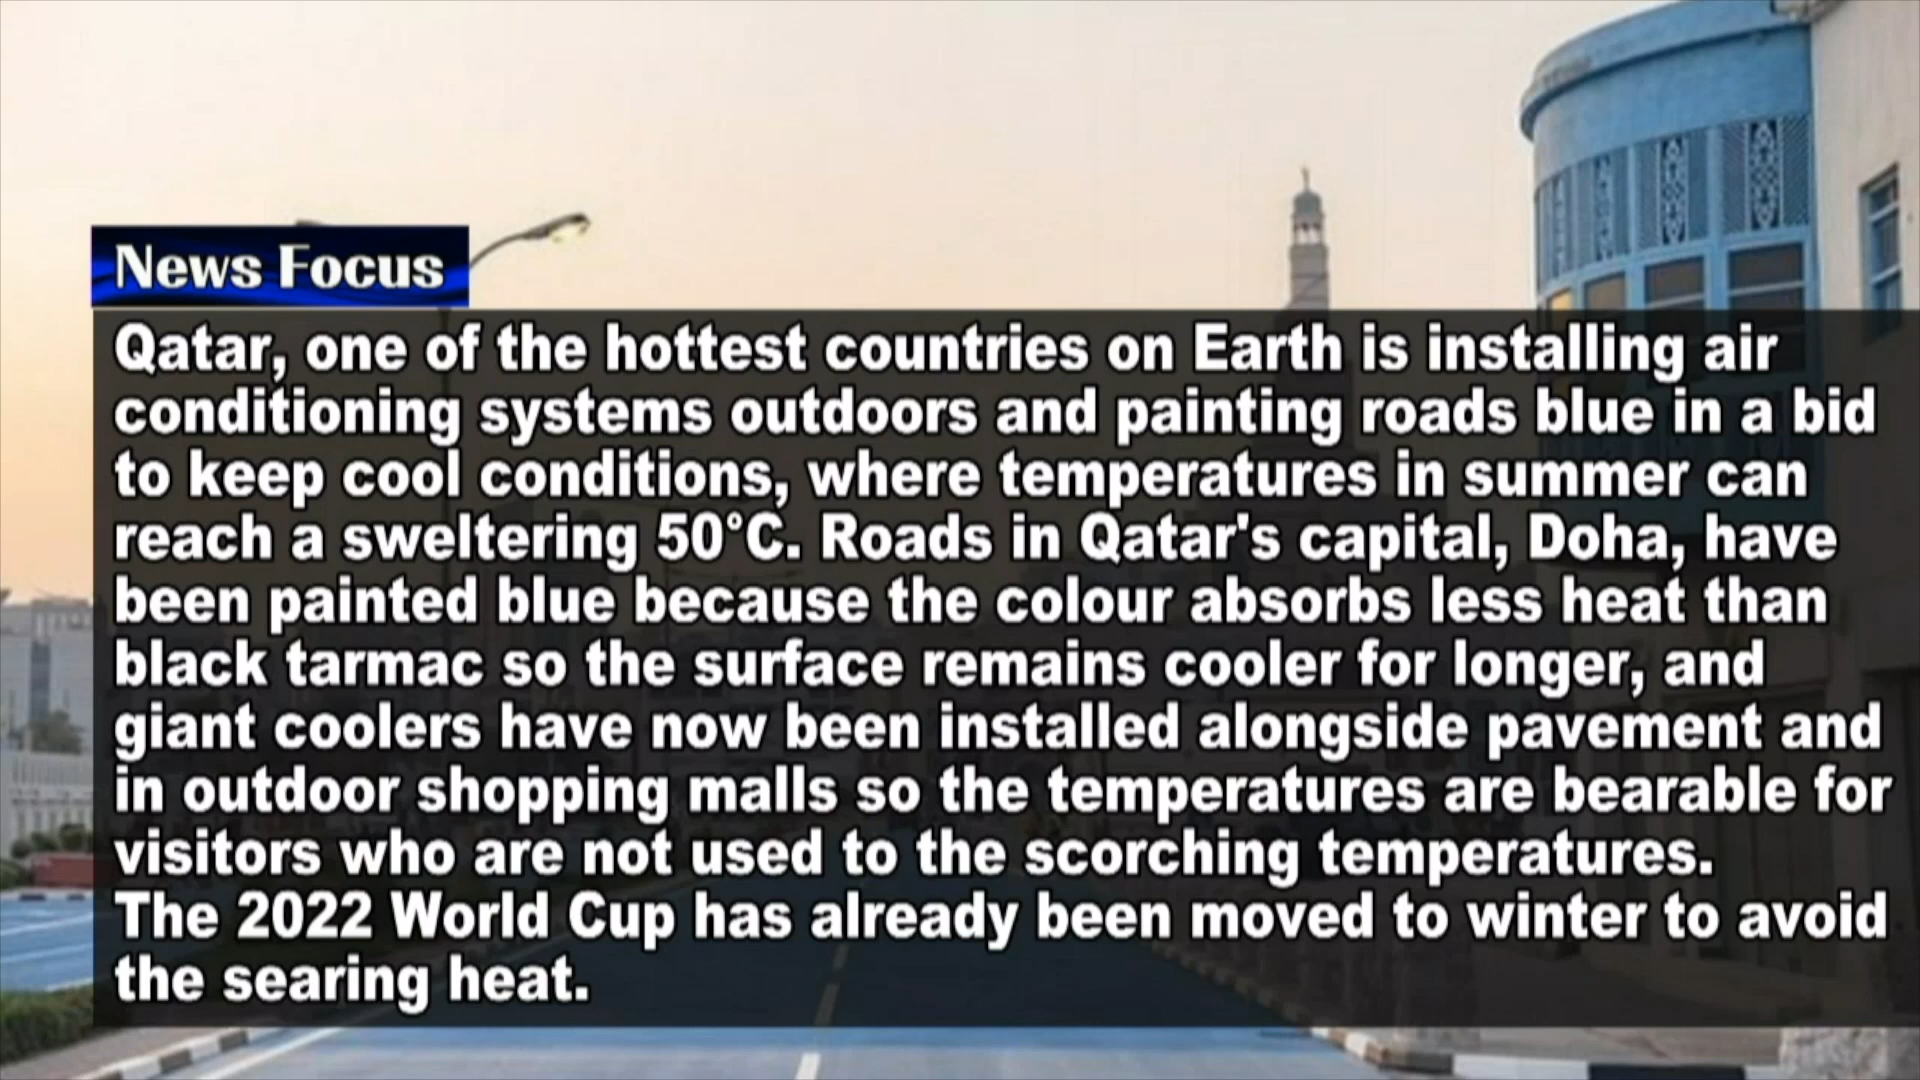 News Focus
Qatar, one of the hottest countries on Earth is installing air
conditioning systems outdoors and painting roads blue in a bid
to keep cool conditions, where temperatures in summer can
reach a sweltering 50°C. Roads in Qatar's capital, Doha, have
been painted blue because the colour absorbs less heat than
black tarmac so the surface remains cooler for longer, and
giant coolers have now been installed alongside pavement and
in outdoor shopping malls so the temperatures are bearable for
visitors who are not used to the scorching temperatures.
The 2022 World Cup has already been moved to winter to avoid
the searing heat.